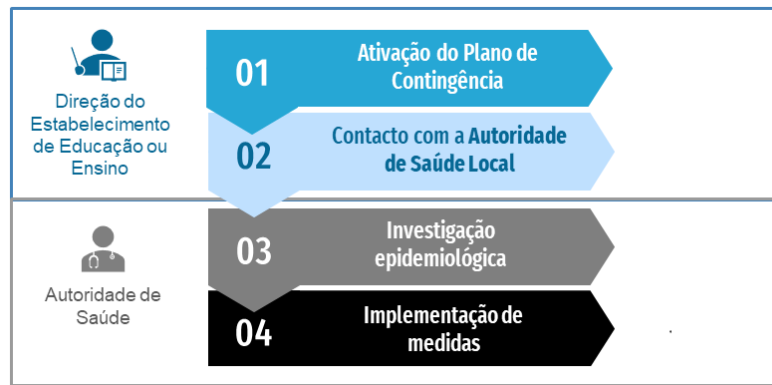 Direção do
Estabelecimento
de Educação ou
Ensino
01
Ativação do Plano de
Contingência
02
Contacto com a Autoridade
de Saúde Local
Autoridade de
Saúde
03
Investigação
epidemiológica
04
Implementação de
medidas
.